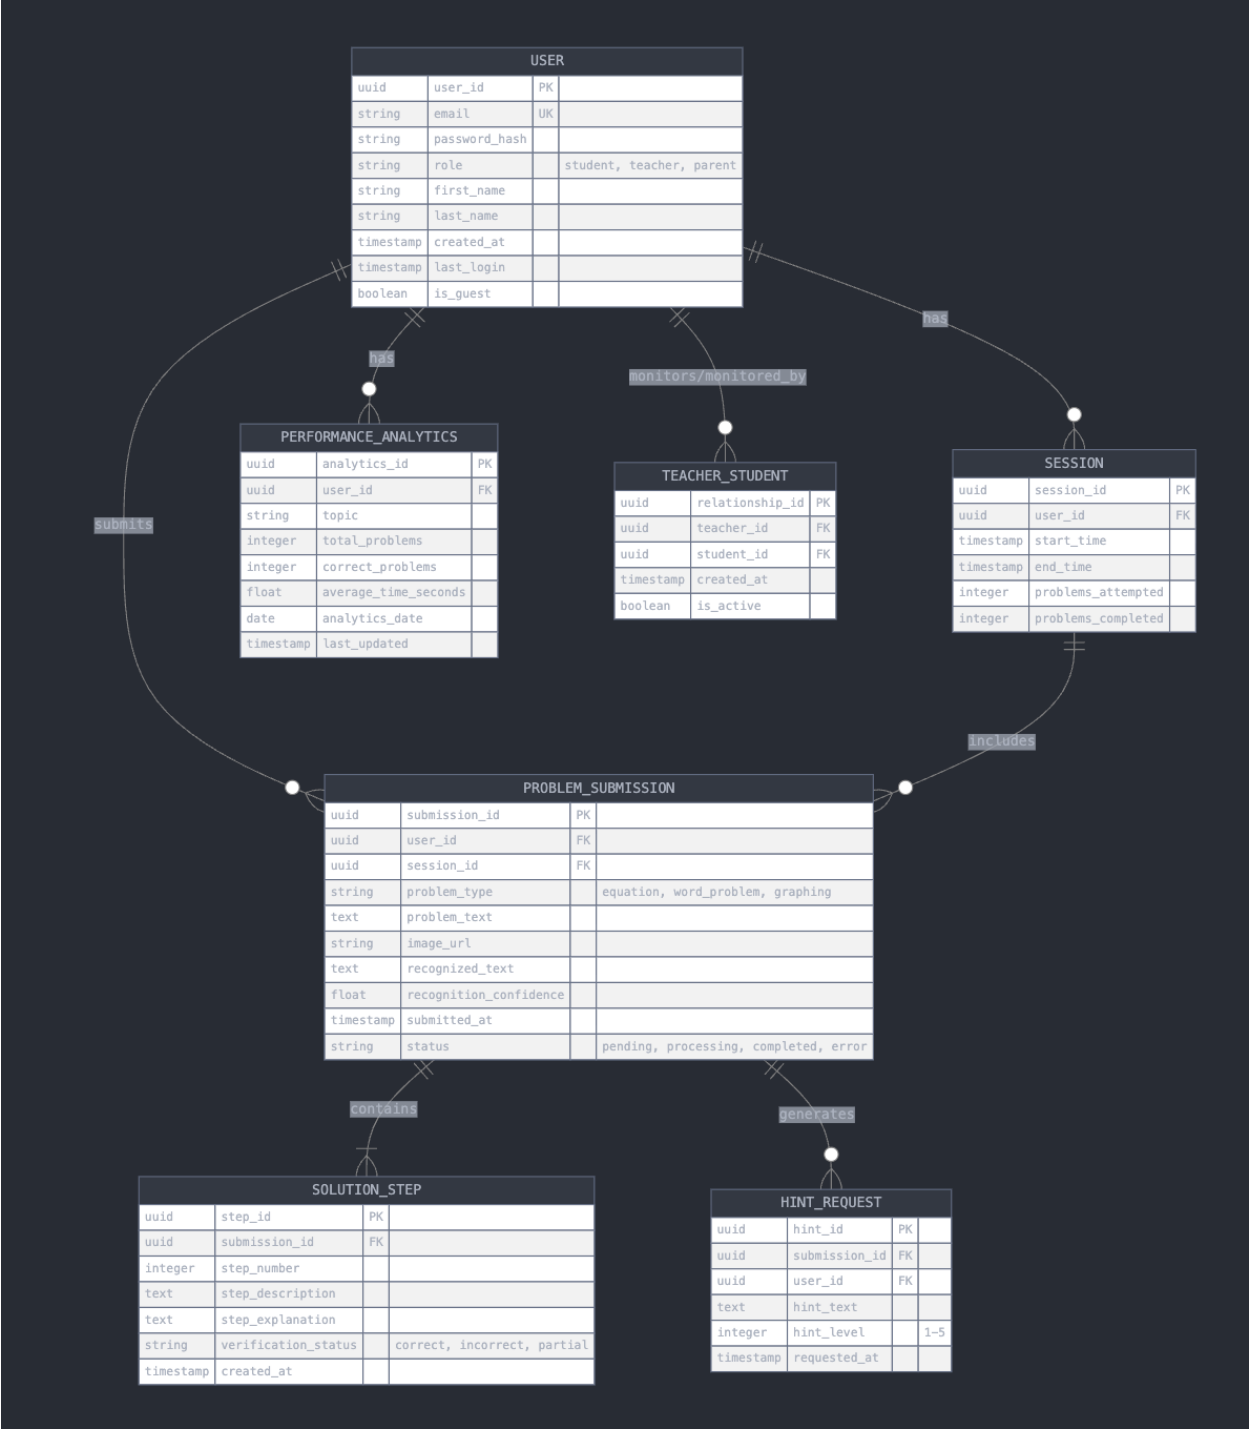 USER
uuid user_id PK
string email UK
string password_hash
string role student, teacher, parent
string first_name
string last_name
timestamp created_at
timestamp last_login
boolean is_guest
has
has
monitors/monitored_by
submits
PERFORMANCE_ANALYTICS
uuid analytics_id PK
uuid user_id FK
string topic
integer total_problems
integer correct_problems
float average_time_seconds
date analytics_date
timestamp last_updated
TEACHER_STUDENT
uuid relationship_id PK
uuid teacher_id FK
uuid student_id FK
timestamp created_at
boolean is_active
SESSION
uuid session_id PK
uuid user_id FK
timestamp start_time
timestamp end_time
integer problems_attempted
integer problems_completed
includes
PROBLEM_SUBMISSION
uuid submission_id PK
uuid user_id FK
uuid session_id FK
string problem_type equation, word_problem, graphing
text problem_text
string image_url
text recognized_text
float recognition_confidence
timestamp submitted_at
string status pending, processing, completed, error
contains
generates
SOLUTION_STEP
uuid step_id PK
uuid submission_id FK
integer step_number
text step_description
text step_explanation
string verification_status correct, incorrect, partial
timestamp created_at
HINT_REQUEST
uuid hint_id PK
uuid submission_id FK
uuid user_id FK
text hint_text
integer hint_level 1-5
timestamp requested_at